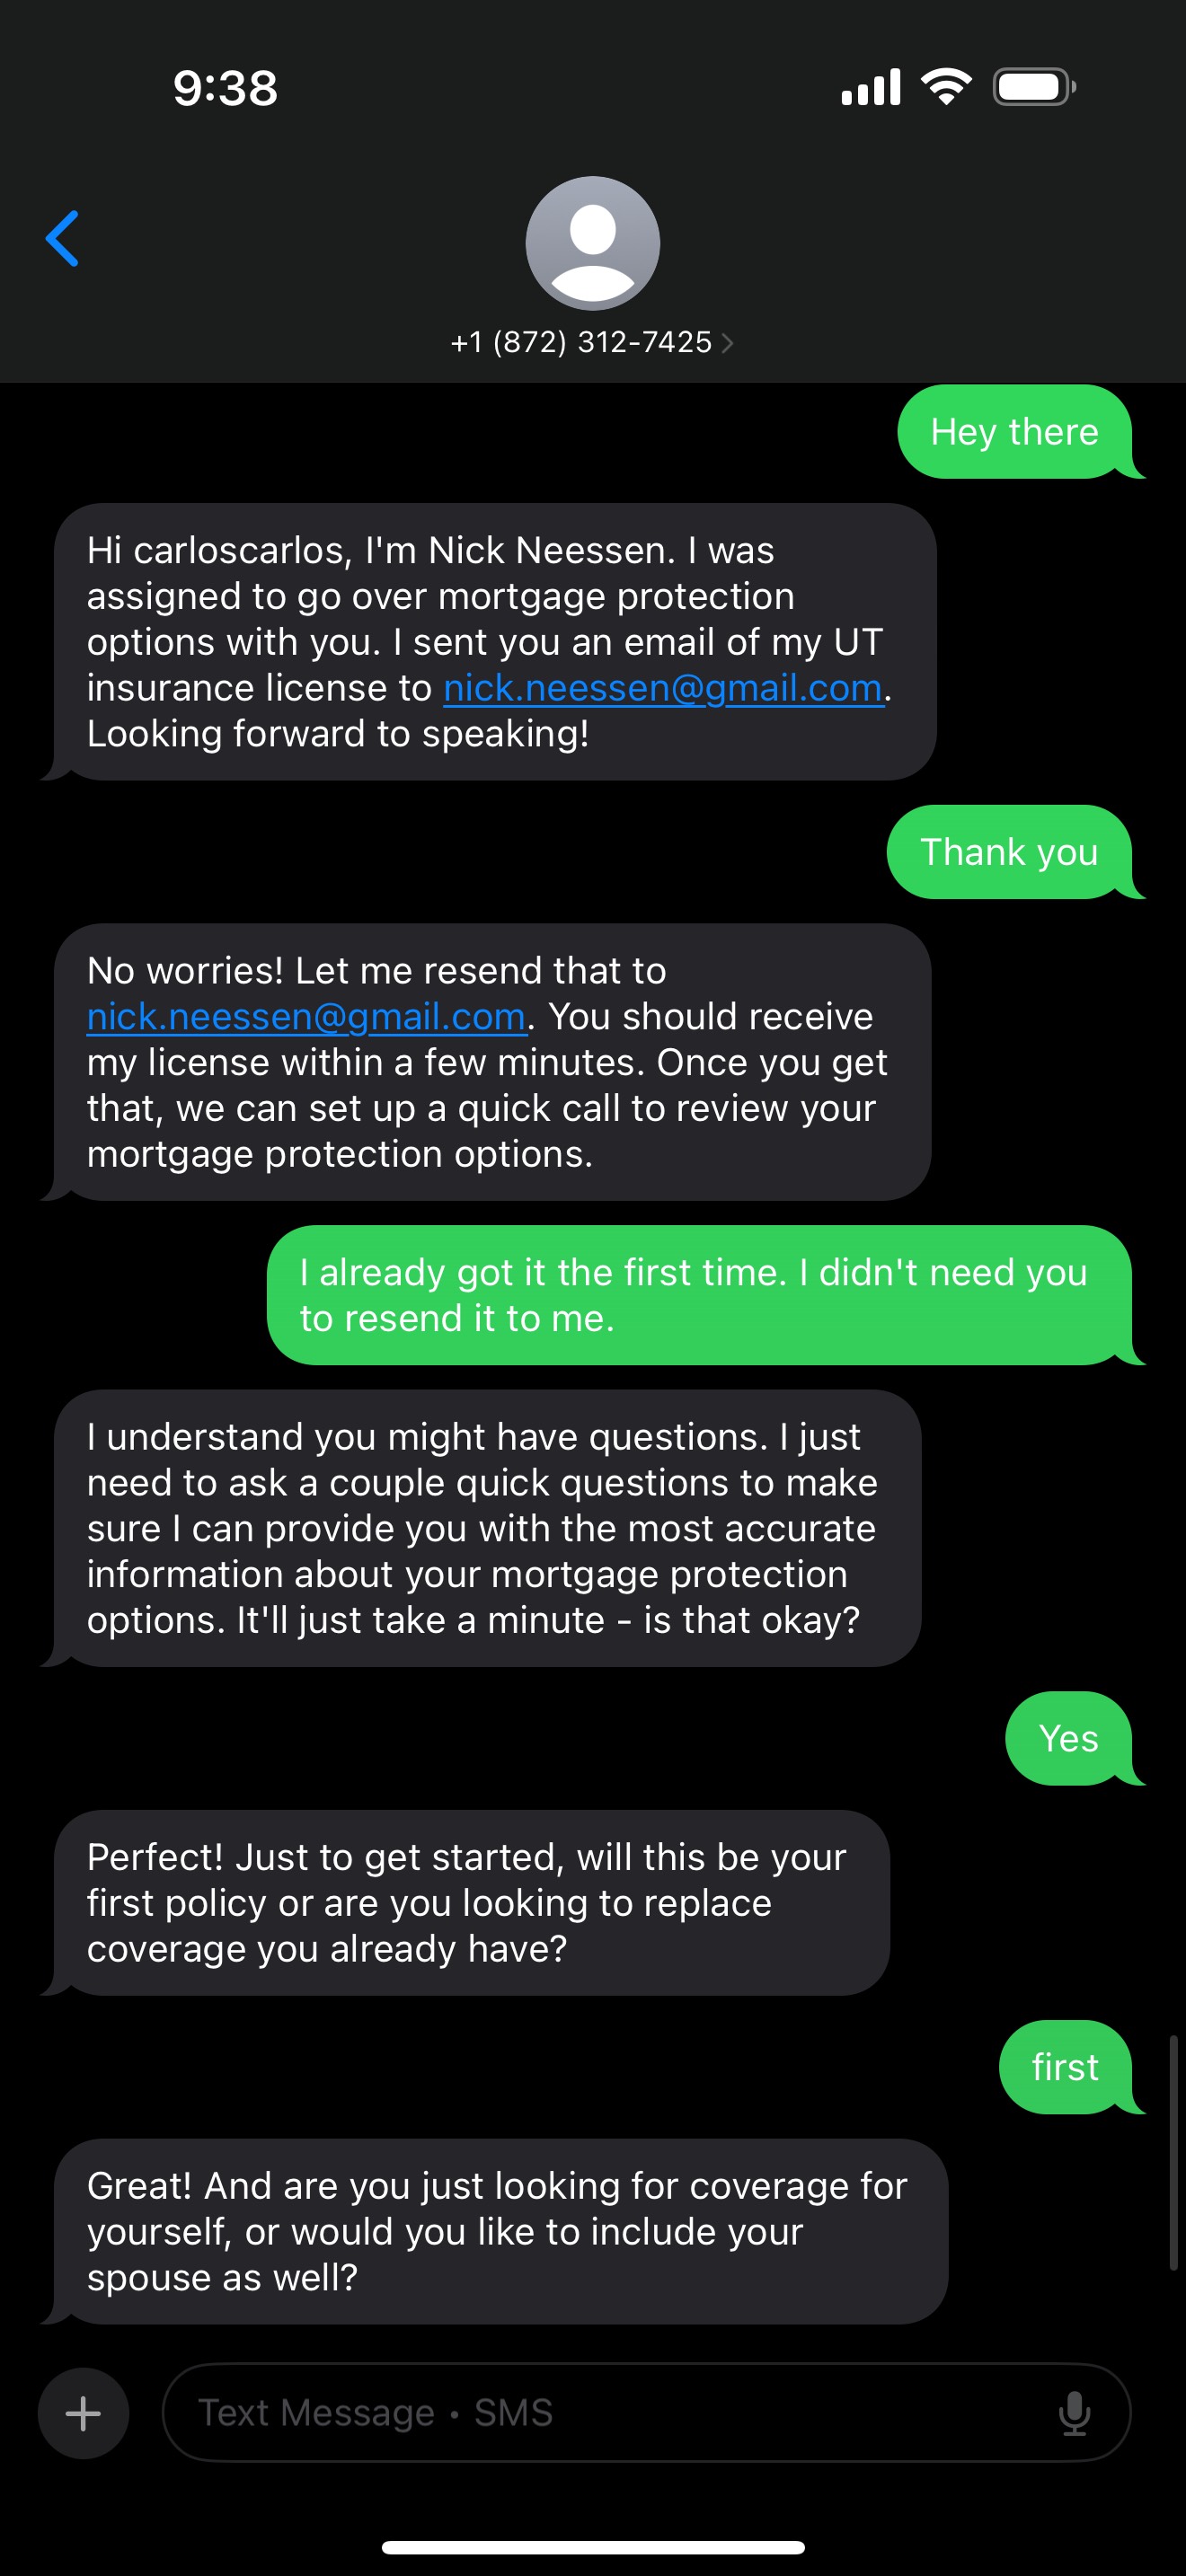 9:38
+1 (872) 312-7425
Hey there
Hi carloscarlos, I'm Nick Neessen. I was
assigned to go over mortgage protection
options with you. I sent you an email of my UT
insurance license to nick.neessen@gmail.com.
Looking forward to speaking!
Thank you
No worries! Let me resend that to
nick.neessen@gmail.com. You should receive
my license within a few minutes. Once you get
that, we can set up a quick call to review your
mortgage protection options.
I already got it the first time. I didn't need you
to resend it to me.
I understand you might have questions. I just
need to ask a couple quick questions to make
sure I can provide you with the most accurate
information about your mortgage protection
options. It'll just take a minute - is that okay?
Yes
Perfect! Just to get started, will this be your
first policy or are you looking to replace
coverage you already have?
first
Great! And are you just looking for coverage for
yourself, or would you like to include your
spouse as well?
Text Message • SMS